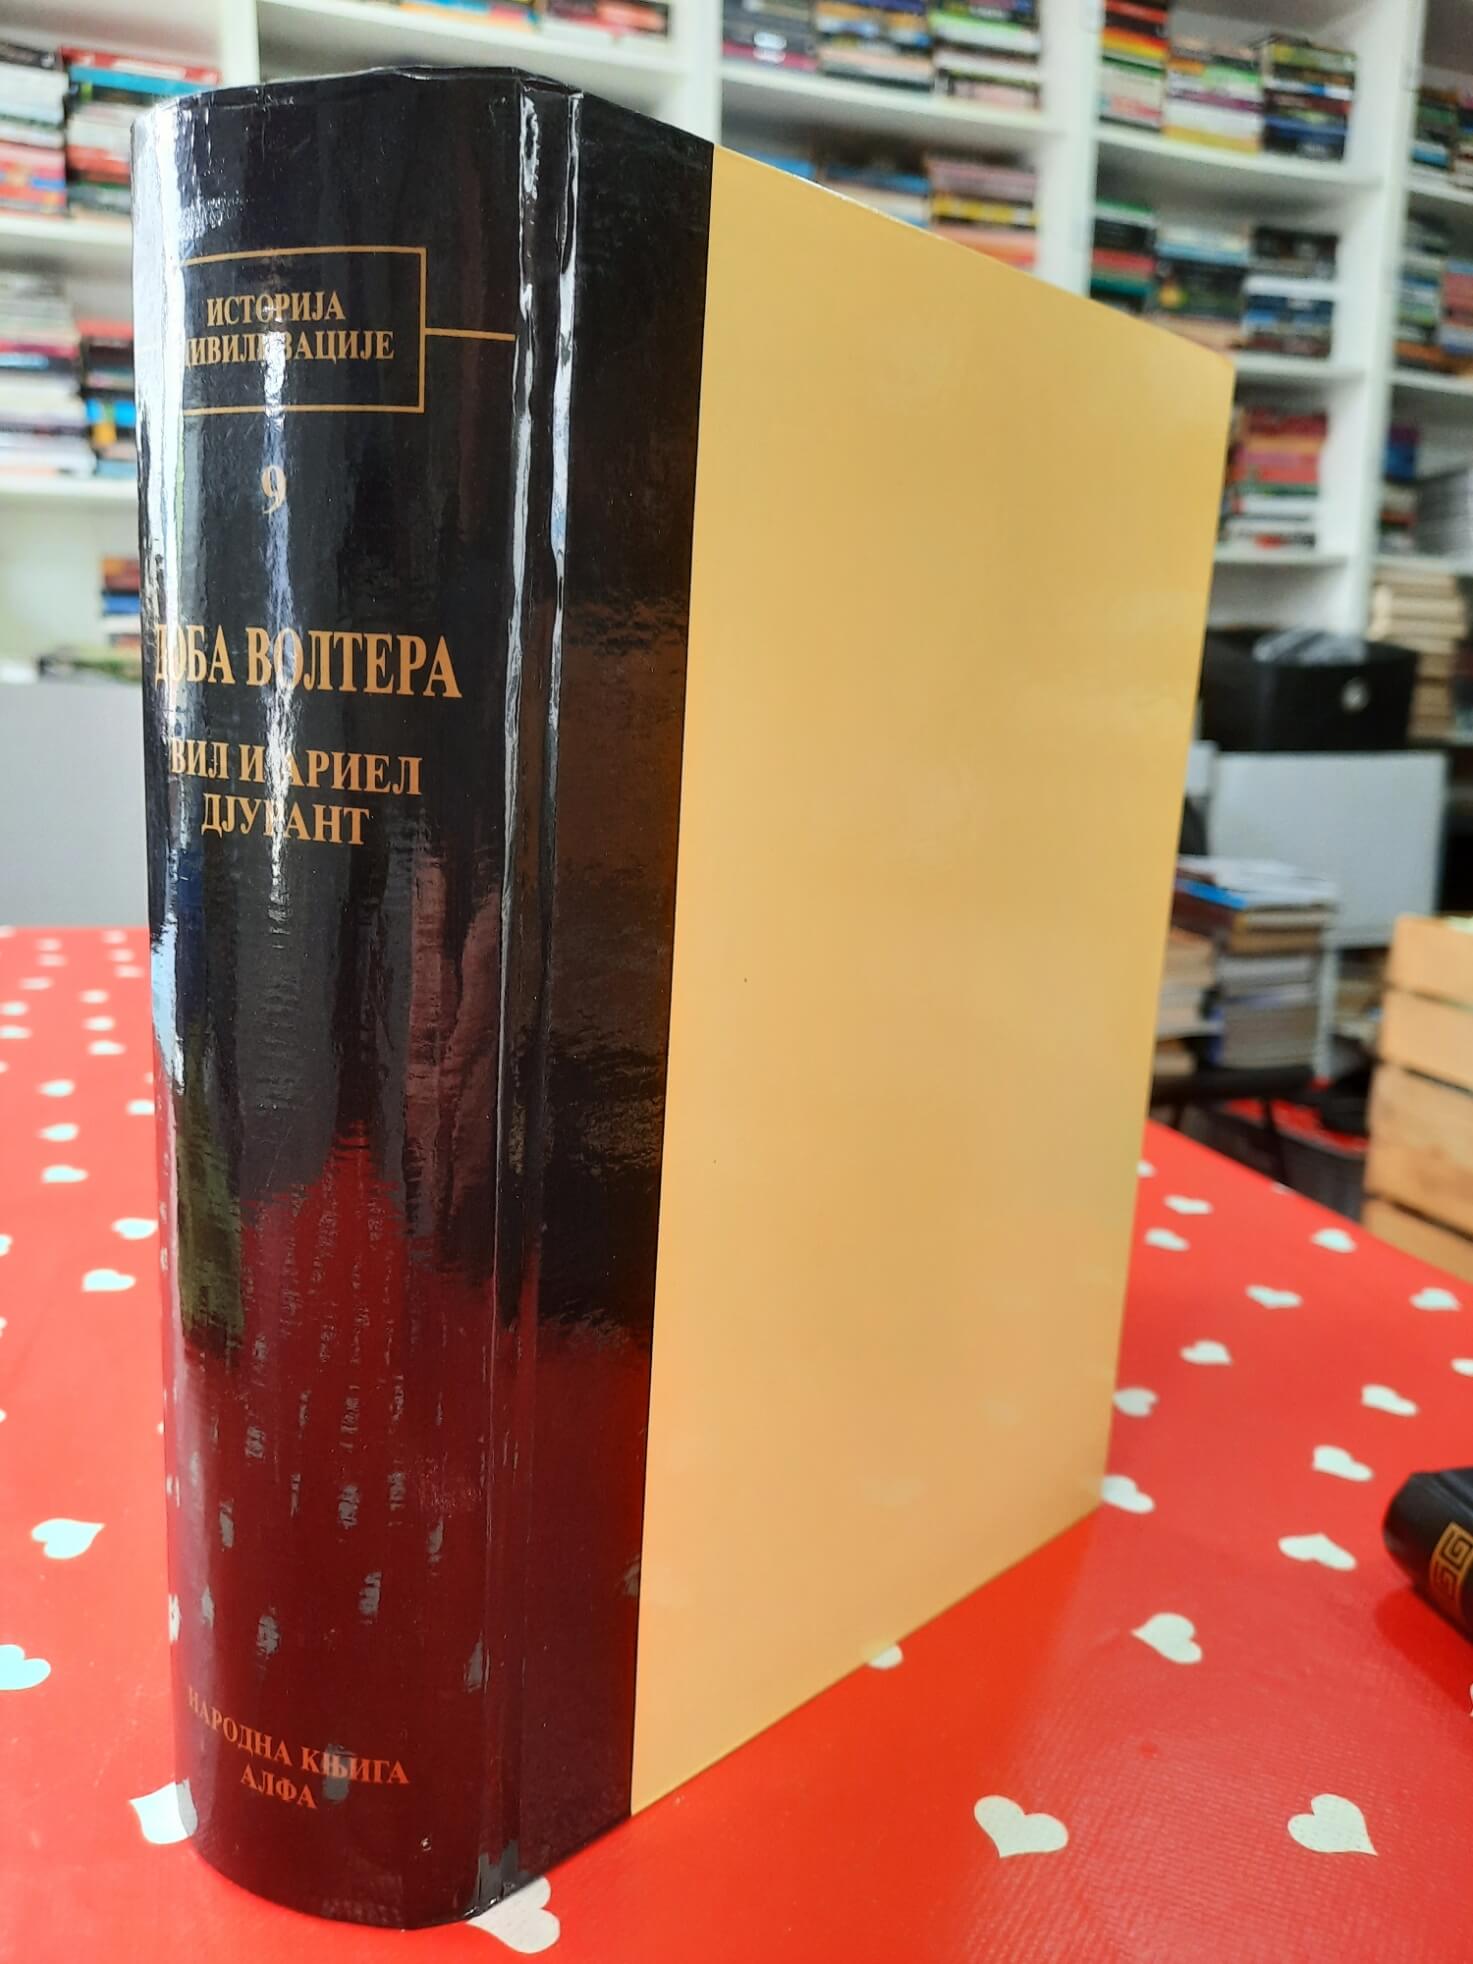 ИСТОРИЈА
ЦИВИЛИЗАЦИЈЕ
9
ДОБА ВОЛТЕРА
ВИЛ И АРИЕЛ
ДЈУРАНТ
НАРОДНА КЊИГА
АЛФА